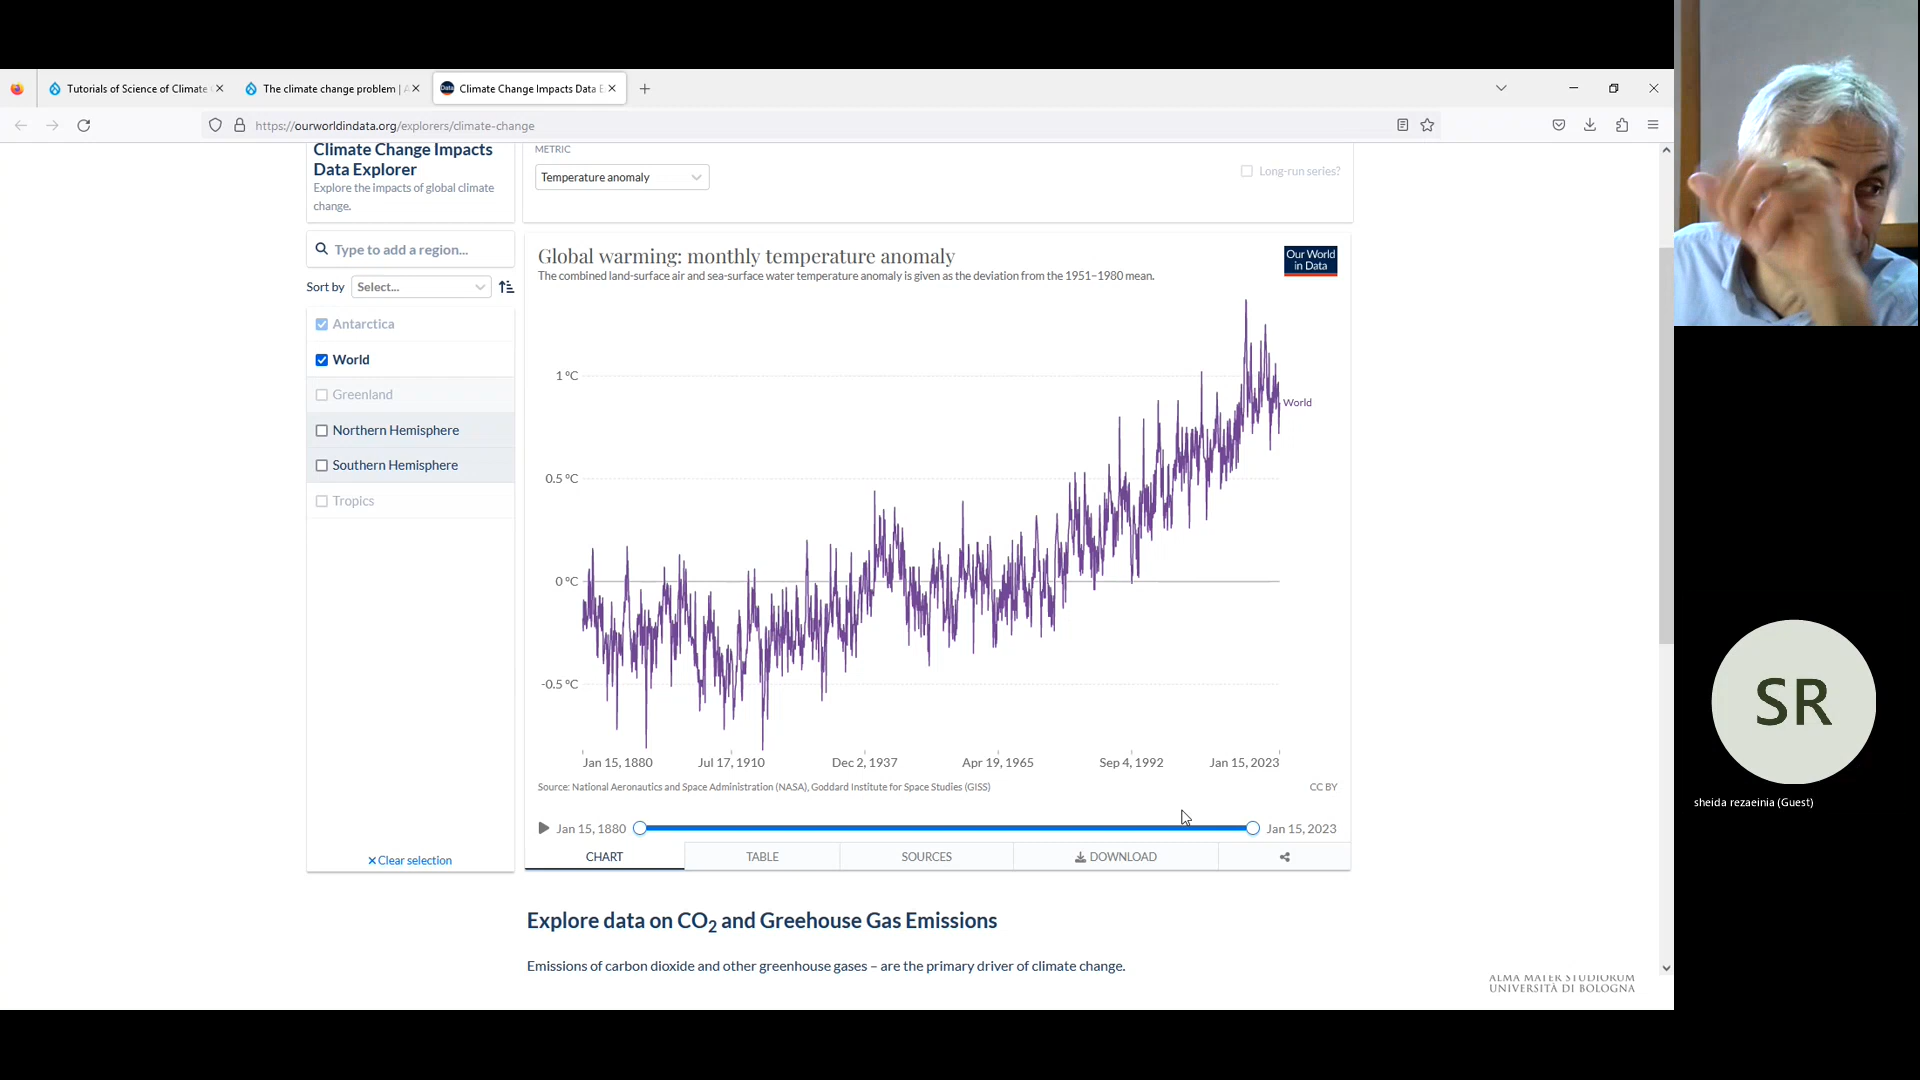 Tutorials of Science of Climate
The climate change problem | A
Climate Change Impacts Data E
https://ourworldindata.org/explorers/climate-change
Climate Change Impacts
Data Explorer
Explore the impacts of global climate
change.
METRIC
Temperature anomaly
Long-run series?
Type to add a region...
Sort by
Select...
Antarctica
World
Greenland
Northern Hemisphere
Southern Hemisphere
Tropics
Clear selection
Global warming: monthly temperature anomaly
The combined land-surface air and sea-surface water temperature anomaly is given as the deviation from the 1951–1980 mean.
Our World
in Data
1 °C
0.5 °C
0 °C
-0.5 °C
World
Jan 15, 1880
Jul 17, 1910
Dec 2, 1937
Apr 19, 1965
Sep 4, 1992
Jan 15, 2023
Source: National Aeronautics and Space Administration (NASA), Goddard Institute for Space Studies (GISS)
CC BY
Jan 15, 1880
Jan 15, 2023
CHART
TABLE
SOURCES
DOWNLOAD
Explore data on CO₂ and Greehouse Gas Emissions
Emissions of carbon dioxide and other greenhouse gases – are the primary driver of climate change.
ALMA MATER STUDIORUM
UNIVERSITÀ DI BOLOGNA
SR
sheida rezaeinia (Guest)